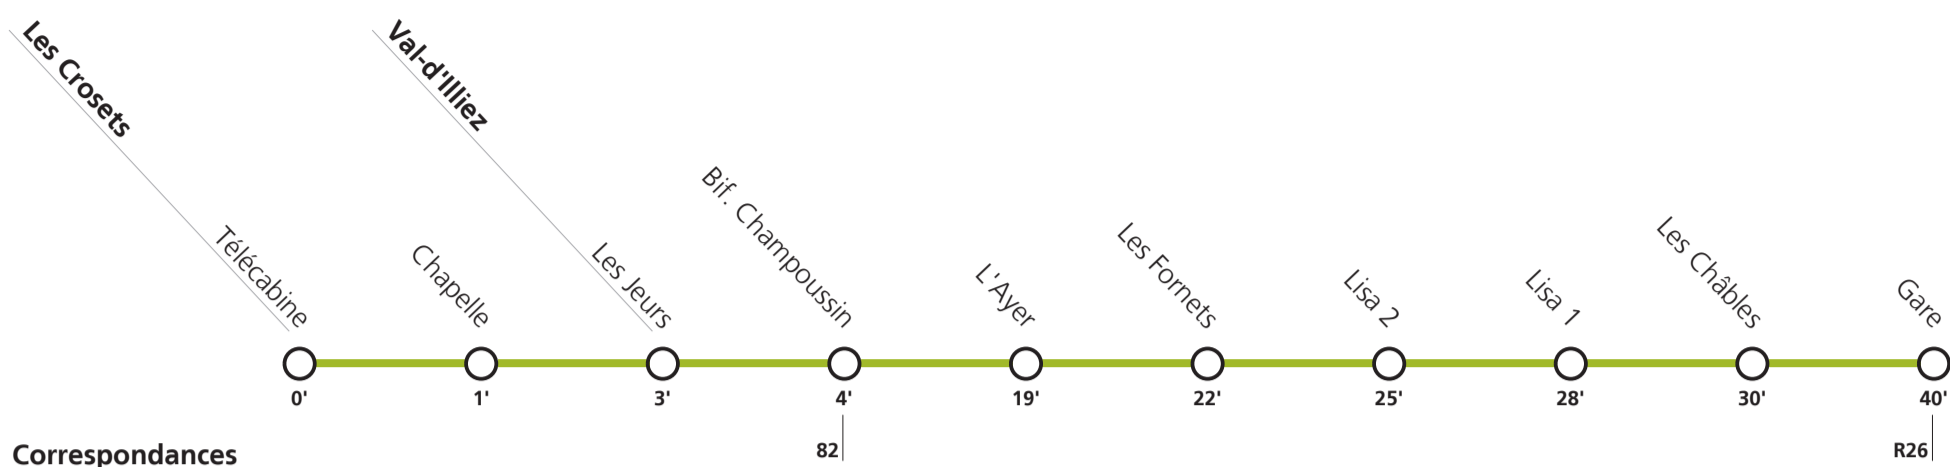 Les Crosets
Val-d'Illiez
Télécabine
Chapelle
Les Jeurs
Bif. Champoussin
L'Ayer
Les Fornets
Lisa 2
Lisa 1
Les Châbles
Gare
0' 1' 3' 4' 19' 22' 25' 28' 30' 40'
Correspondances 82 R26